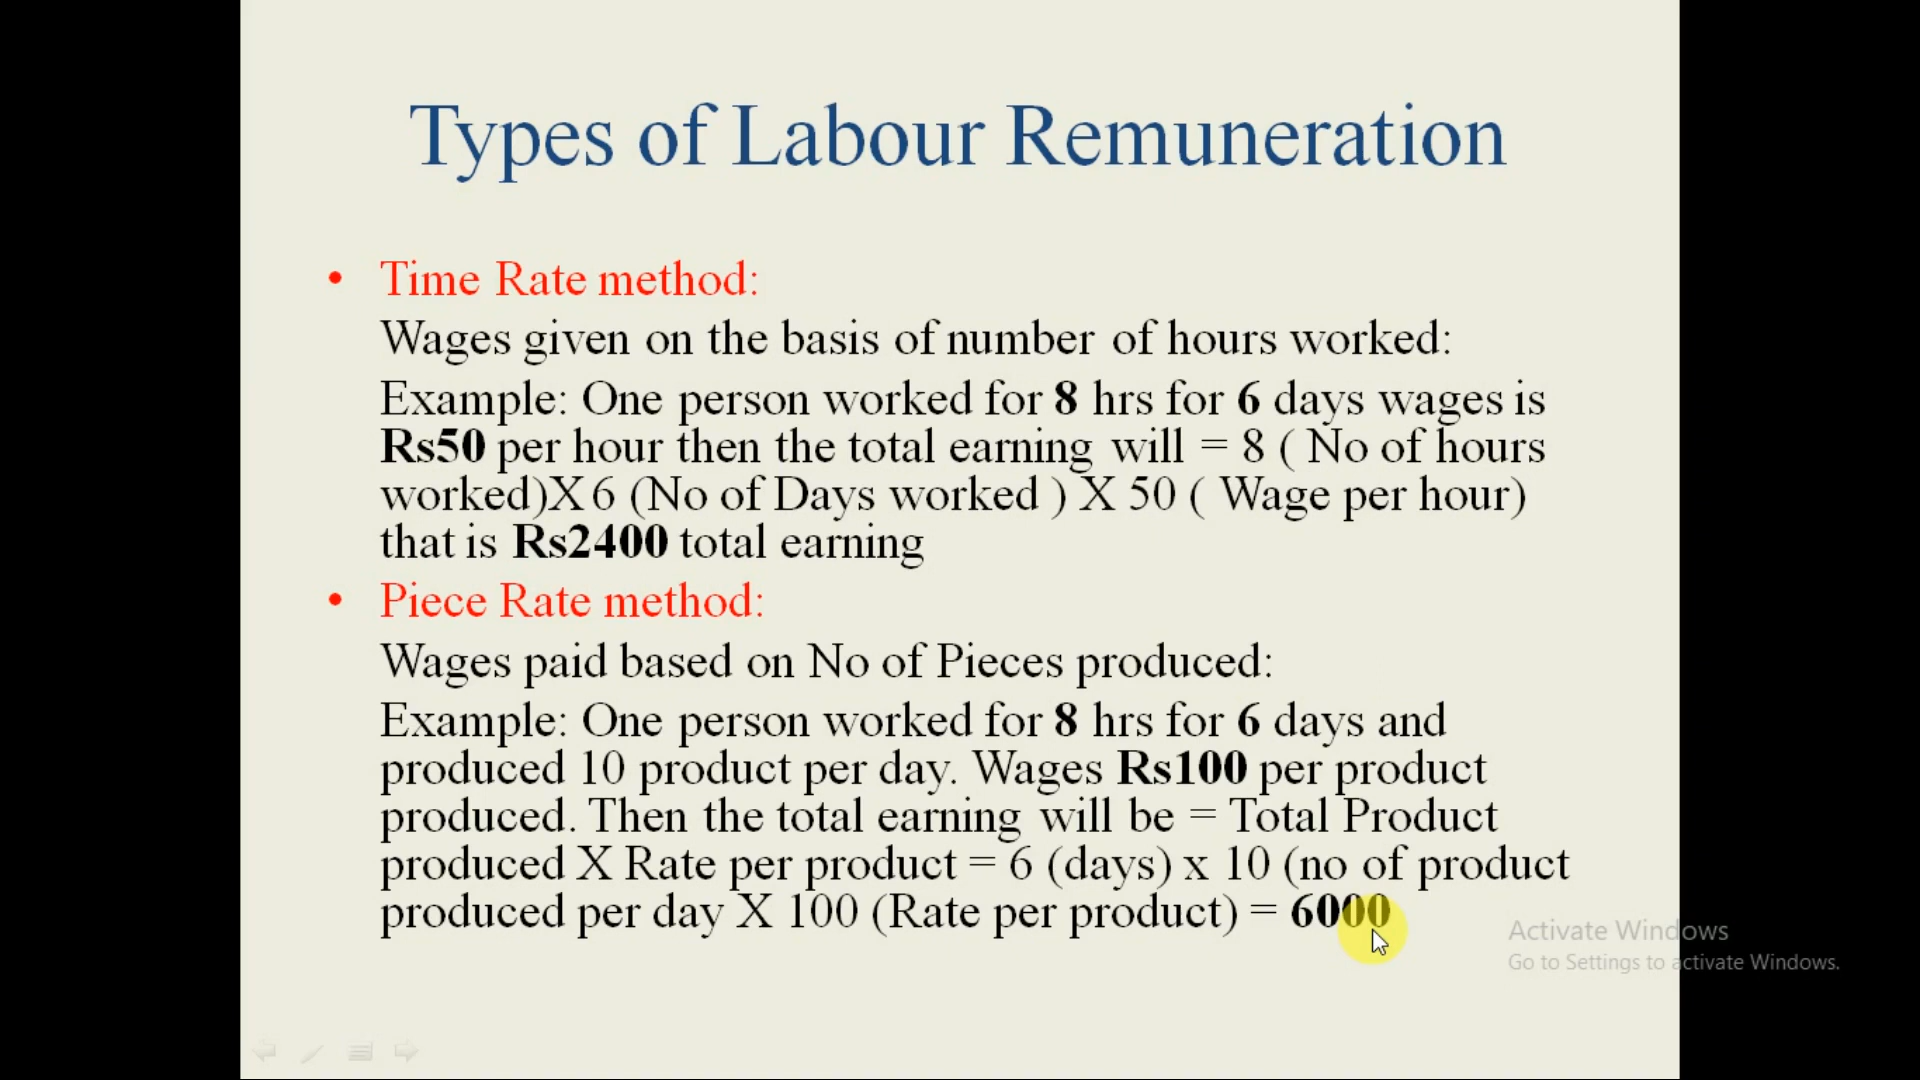 Types of Labour Remuneration
• Time Rate method:
Wages given on the basis of number of hours worked:
Example: One person worked for 8 hrs for 6 days wages is
Rs50 per hour then the total earning will = 8 ( No of hours
worked)X 6 (No of Days worked ) X 50 ( Wage per hour)
that is Rs2400 total earning
• Piece Rate method:
Wages paid based on No of Pieces produced:
Example: One person worked for 8 hrs for 6 days and
produced 10 product per day. Wages Rs100 per product
produced. Then the total earning will be = Total Product
produced X Rate per product = 6 (days) x 10 (no of product
produced per day X 100 (Rate per product) = 6000
Activate Windows
Go to Settings to activate Windows.